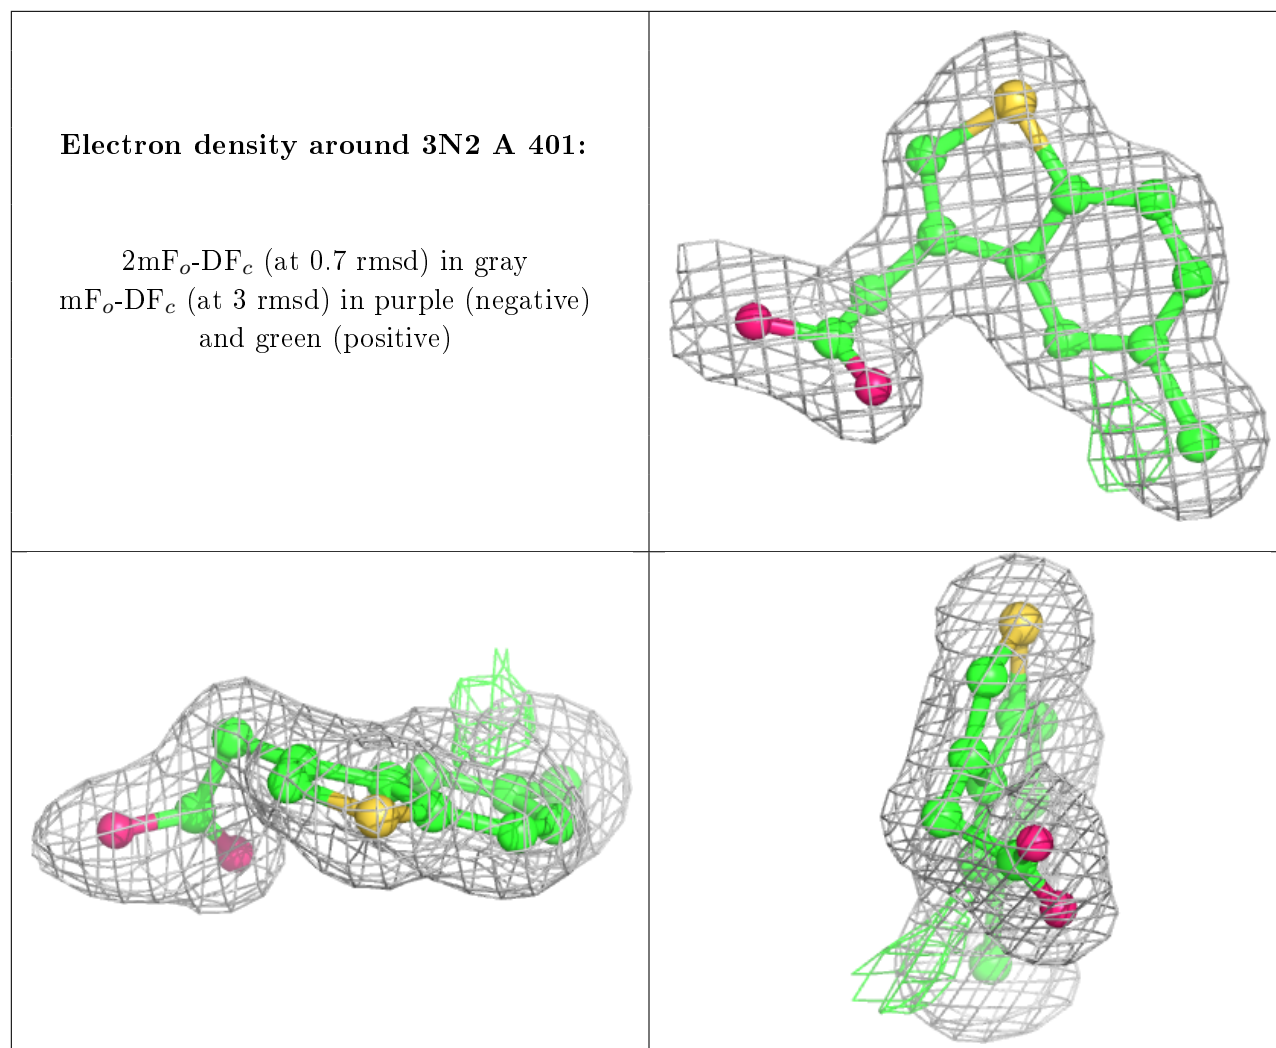 Electron density around 3N2 A 401:
2mFo-DFc (at 0.7 rmsd) in gray
mFo-DFc (at 3 rmsd) in purple (negative)
and green (positive)